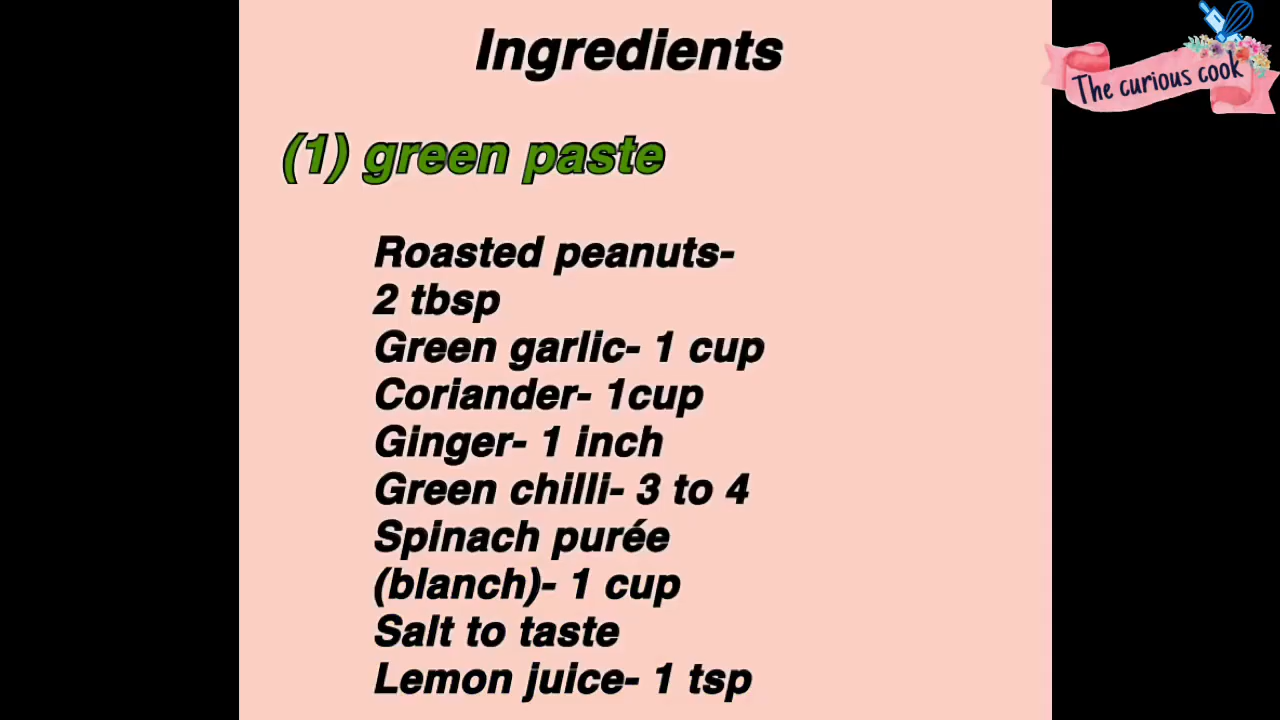 Ingredients
The curious cook
(1) green paste
Roasted peanuts-
2 tbsp
Green garlic- 1 cup
Coriander- 1cup
Ginger- 1 inch
Green chilli- 3 to 4
Spinach purée
(blanch)- 1 cup
Salt to taste
Lemon juice- 1 tsp